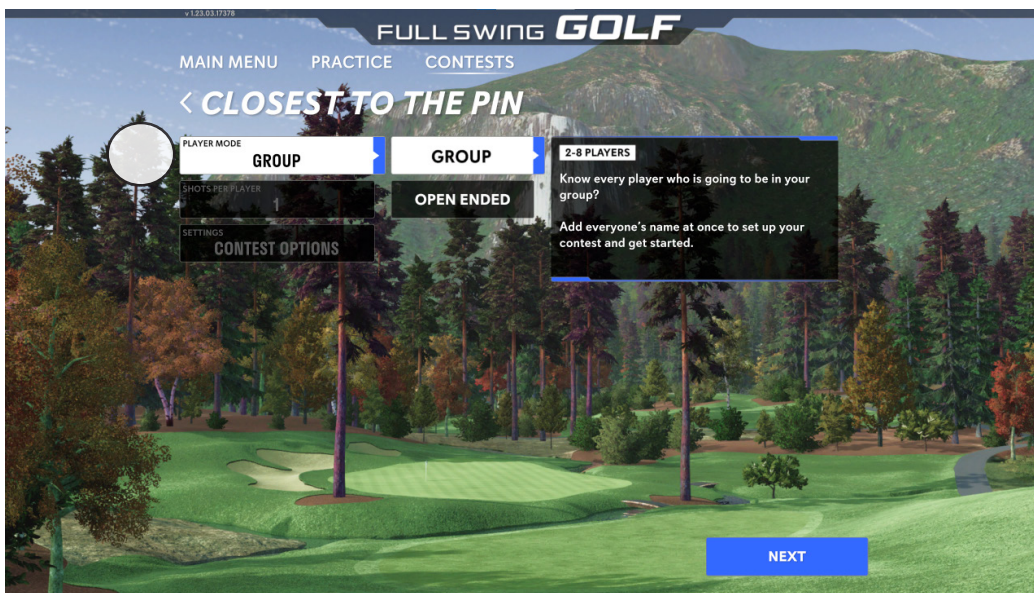 v 1.23.03.17378
FULL SWING GOLF
MAIN MENU PRACTICE CONTESTS
< CLOSEST TO THE PIN
PLAYER MODE
GROUP
SHOTS PER PLAYER
1
SETTINGS
CONTEST OPTIONS
GROUP
OPEN ENDED
2-8 PLAYERS
Know every player who is going to be in your
group?
Add everyone's name at once to set up your
contest and get started.
NEXT